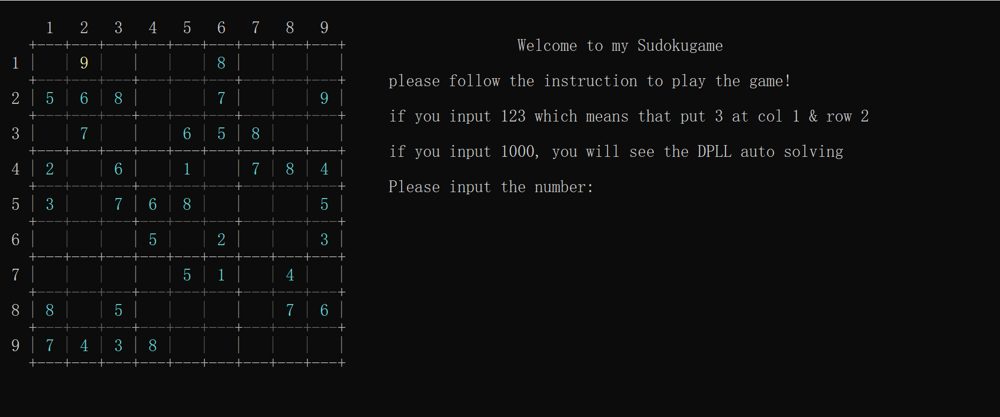 1 2 3 4 5 6 7 8 9
Welcome to my Sudokugame
1 9 8
please follow the instruction to play the game!
2 5 6 8 7 9
if you input 123 which means that put 3 at col 1 & row 2
3 7 6 5 8
if you input 1000, you will see the DPLL auto solving
4 2 6 1 7 8 4
Please input the number:
5 3 7 6 8 5
6 5 2 3
7 5 1 4
8 8 5 7 6
9 7 4 3 8